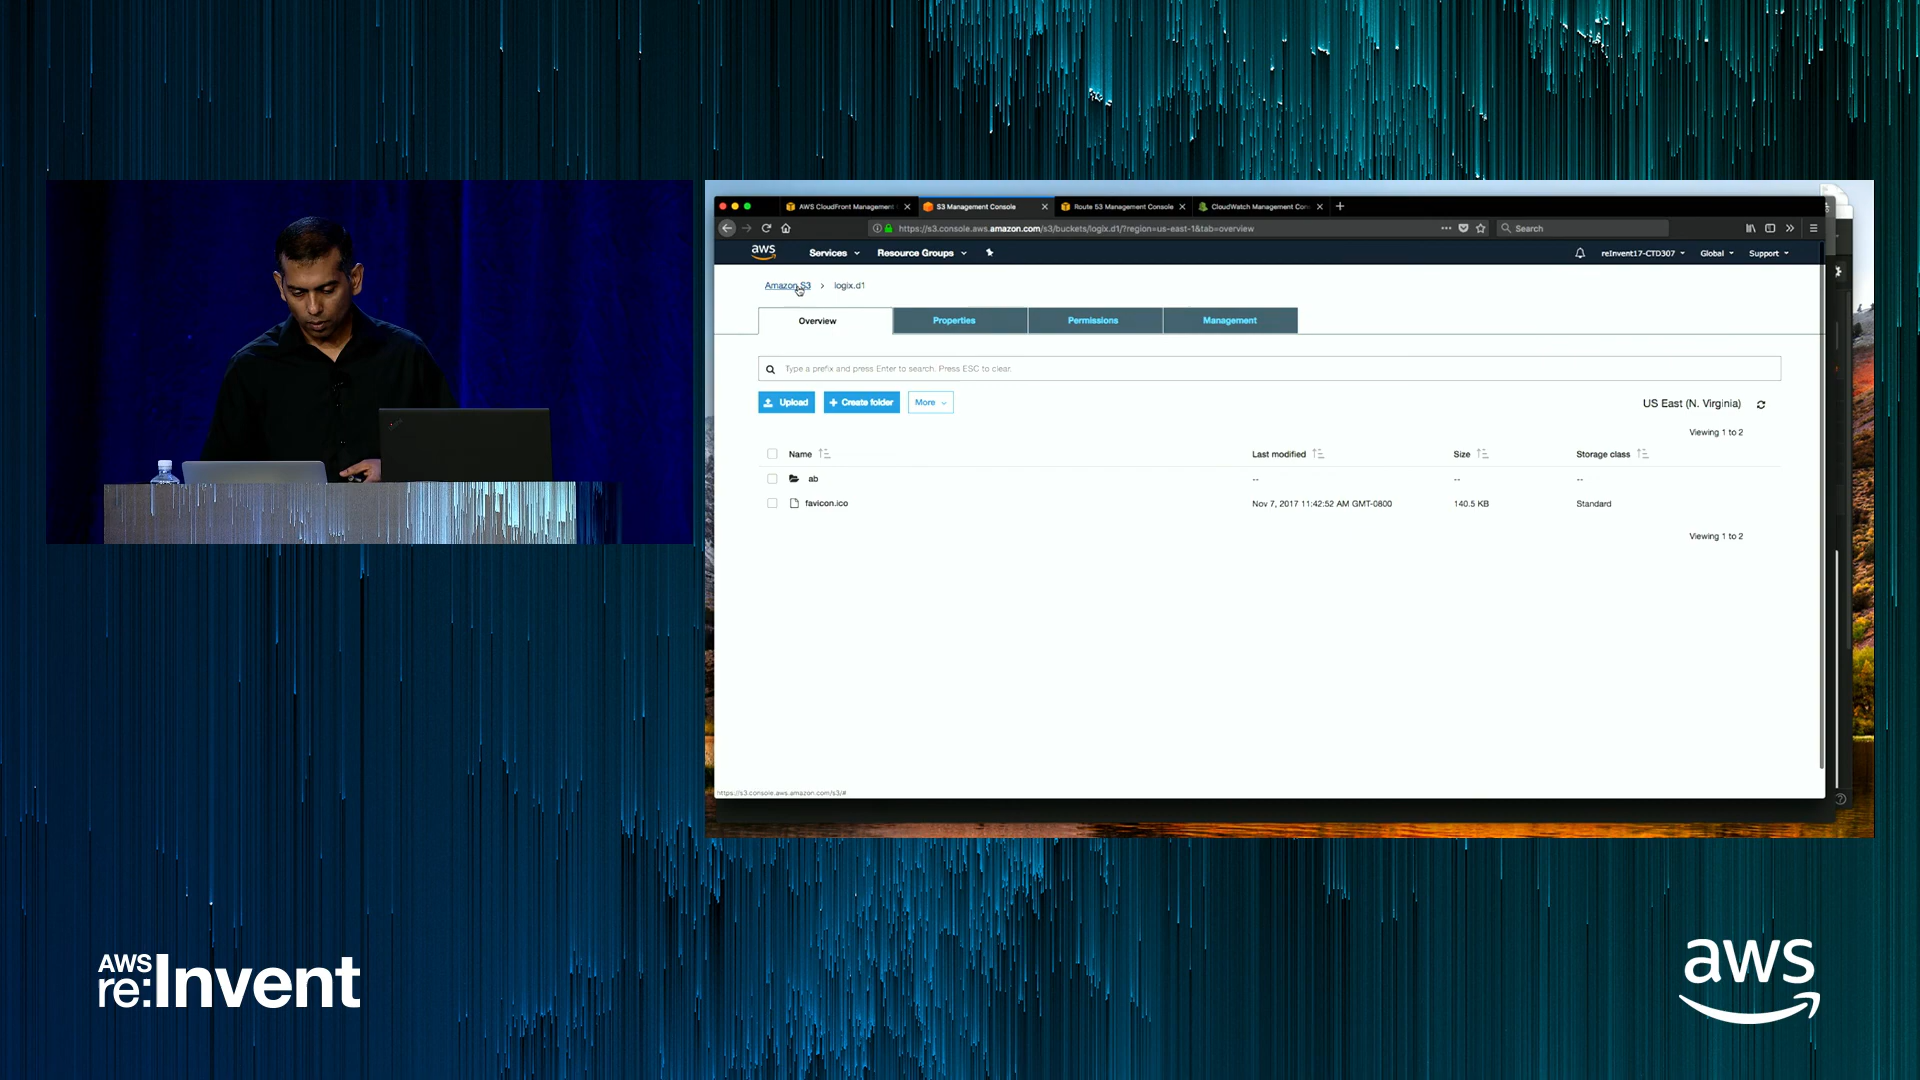 AWS CloudFront Management
S3 Management Console
Route 53 Management Console
CloudWatch Management Con
https://s3.console.aws.amazon.com/s3/buckets/logix.d1/?region=us-east-1&tab=overview
Search
aws
Services
Resource Groups
reInvent17-CTD307
Global
Support
Amazon S3 > logix.d1
Overview
Properties
Permissions
Management
Type a prefix and press Enter to search. Press ESC to clear.
Upload
+ Create folder
More
US East (N. Virginia)
Viewing 1 to 2
Name
Last modified
Size
Storage class
ab
--
--
--
favicon.ico
Nov 7, 2017 11:42:52 AM GMT-0800
140.5 KB
Standard
Viewing 1 to 2
https://s3.console.aws.amazon.com/s3/#
AWS
re:Invent
aws